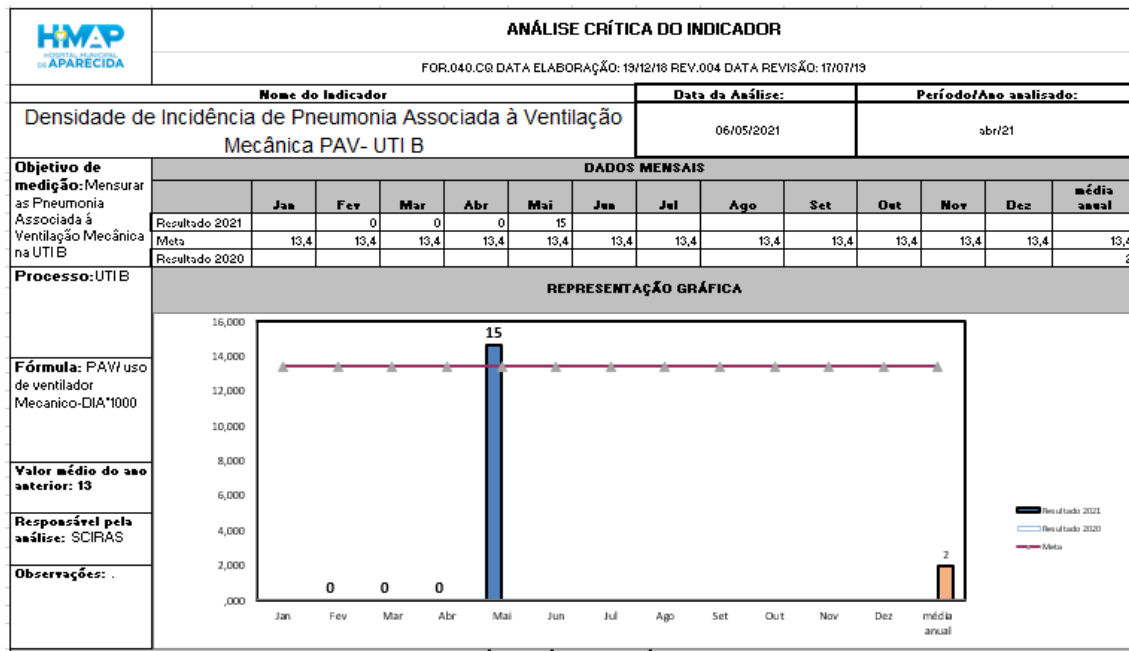 HMAP
HOSPITAL MUNICIPAL
DE APARECIDA
ANÁLISE CRÍTICA DO INDICADOR
FOR.040.CQ DATA ELABORAÇÃO: 19/12/18 REV.004 DATA REVISÃO: 17/07/19
Nome do Indicador
Data da Análise:
Período/Ano analisado:
Densidade de Incidência de Pneumonia Associada à Ventilação
Mecânica PAV- UTI B
06/05/2021
abr/21
Objetivo de
medição: Mensurar
as Pneumonia
Associada á
Ventilação Mecânica
na UTI B
DADOS MENSAIS
Jan Fev Mar Abr Mai Jun Jul Ago Set Out Nov Dez média anual
Resultado 2021 0 0 0 15
Meta 13,4 13,4 13,4 13,4 13,4 13,4 13,4 13,4 13,4 13,4 13,4 13,4 13,4
Resultado 2020 2
Processo: UTI B
REPRESENTAÇÃO GRÁFICA
Fórmula: PAV/ uso
de ventilador
Mecanico-DIA*1000
Valor médio do ano
anterior: 13
Responsável pela
análise: SCIRAS
Observações: .
16,000
14,000
12,000
10,000
8,000
6,000
4,000
2,000
,000
0 0 0 15 2
Jan Fev Mar Abr Mai Jun Jul Ago Set Out Nov Dez média
anual
Resultado 2021
Resultado 2020
Meta